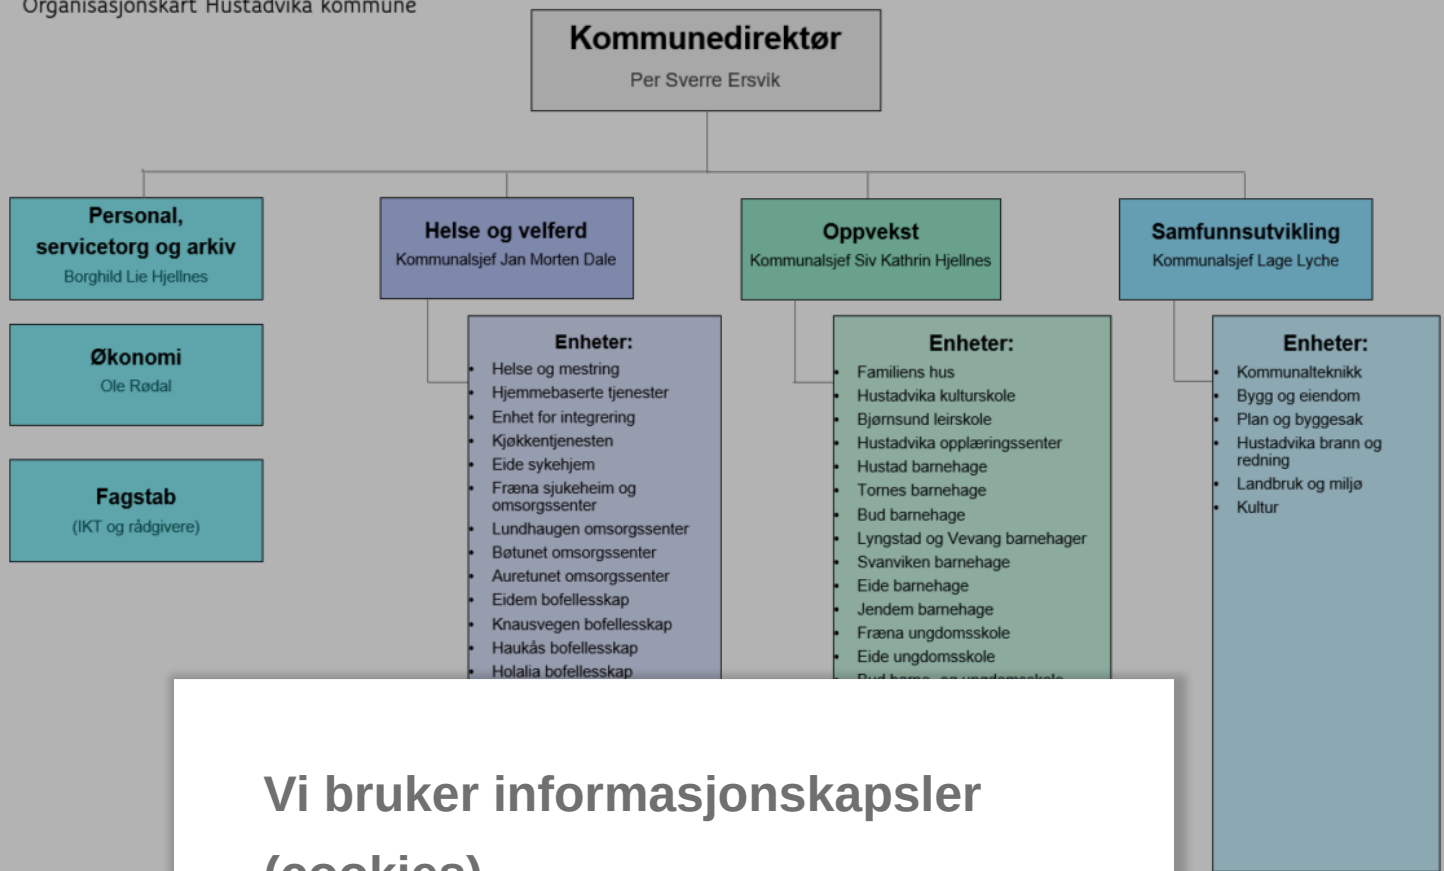 Organisasjonskart Hustadvika kommune
Kommunedirektør
Per Sverre Ersvik
Personal,
servicetorg og arkiv
Borghild Lie Hjellnes
Økonomi
Ole Rødal
Fagstab
(IKT og rådgivere)
Helse og velferd
Kommunalsjef Jan Morten Dale
Enheter:
• Helse og mestring
• Hjemmebaserte tjenester
• Enhet for integrering
• Kjøkkentjenesten
• Eide sykehjem
• Fræna sjukeheim og
omsorgssenter
• Lundhaugen omsorgssenter
• Bøtunet omsorgssenter
• Auretunet omsorgssenter
• Eidem bofellesskap
• Knausvegen bofellesskap
• Haukås bofellesskap
• Holalia bofellesskap
Oppvekst
Kommunalsjef Siv Kathrin Hjellnes
Enheter:
• Familiens hus
• Hustadvika kulturskole
• Bjørnsund leirskole
• Hustadvika opplæringssenter
• Hustad barnehage
• Tornes barnehage
• Bud barnehage
• Lyngstad og Vevang barnehager
• Svanviken barnehage
• Eide barnehage
• Jendem barnehage
• Fræna ungdomsskole
• Eide ungdomsskole
• Bud barne- og ungdomsskole
Samfunnsutvikling
Kommunalsjef Lage Lyche
Enheter:
• Kommunalteknikk
• Bygg og eiendom
• Plan og byggesak
• Hustadvika brann og
redning
• Landbruk og miljø
• Kultur
Vi bruker informasjonskapsler
(cookies)